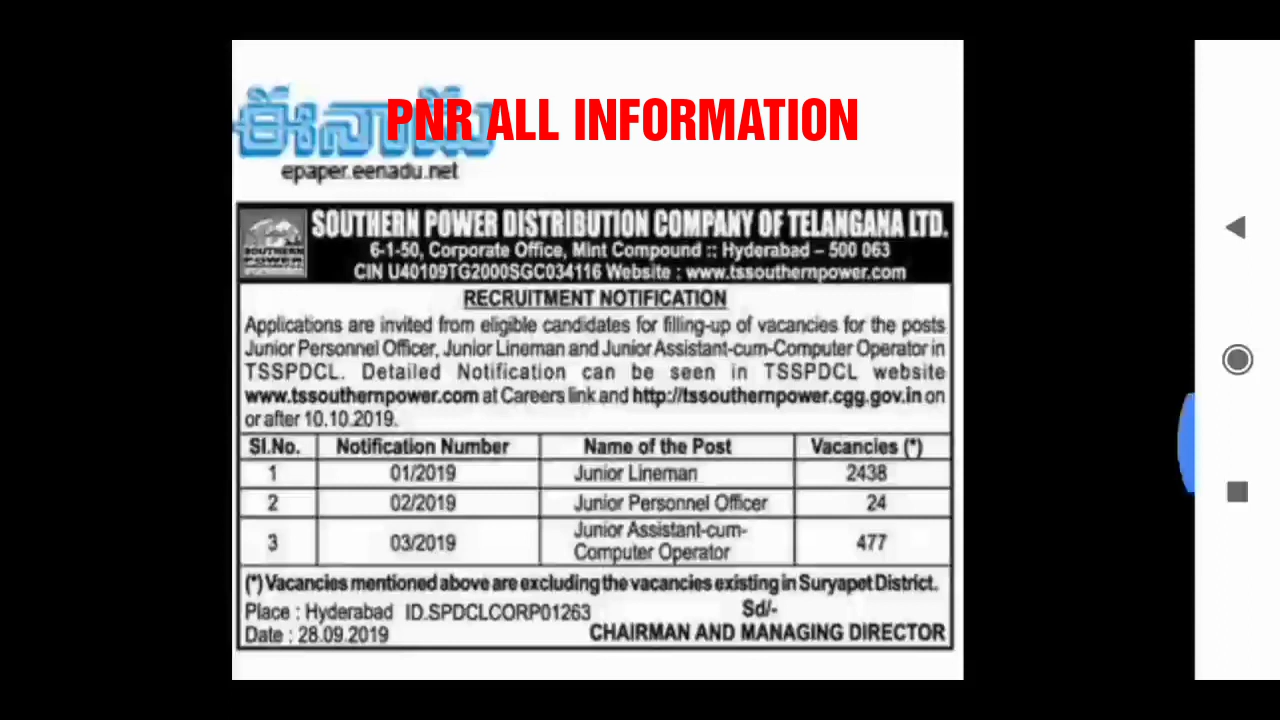 ఈనాడు
PNR ALL INFORMATION
epaper.eenadu.net
SOUTHERN POWER
SOUTHERN POWER DISTRIBUTION COMPANY OF TELANGANA LTD.
6-1-50, Corporate Office, Mint Compound :: Hyderabad – 500 063
CIN U40109TG2000SGC034116 Website : www.tssouthernpower.com
RECRUITMENT NOTIFICATION
Applications are invited from eligible candidates for filling-up of vacancies for the posts
Junior Personnel Officer, Junior Lineman and Junior Assistant-cum-Computer Operator in
TSSPDCL. Detailed Notification can be seen in TSSPDCL website
www.tssouthernpower.com at Careers link and http://tssouthernpower.cgg.gov.in on
or after 10.10.2019.
Sl.No. Notification Number Name of the Post Vacancies (*)
1 01/2019 Junior Lineman 2438
2 02/2019 Junior Personnel Officer 24
3 03/2019 Junior Assistant-cum-
Computer Operator 477
(*) Vacancies mentioned above are excluding the vacancies existing in Suryapet District.
Place : Hyderabad ID.SPDCLCORP01263 Sd/-
Date : 28.09.2019 CHAIRMAN AND MANAGING DIRECTOR